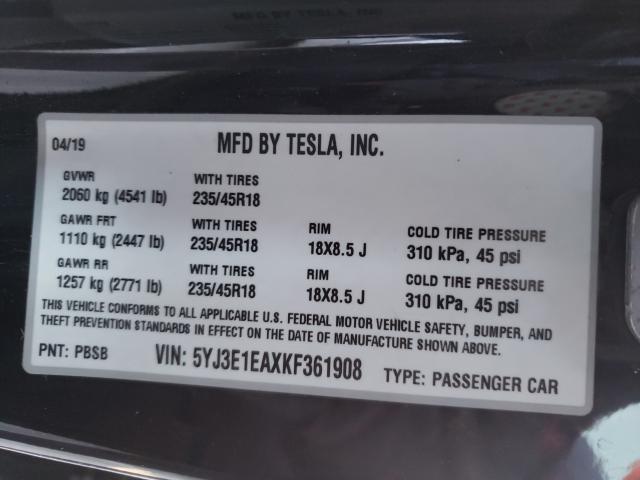 04/19 MFD BY TESLA, INC.
GVWR WITH TIRES
2060 kg (4541 lb) 235/45R18
GAWR FRT WITH TIRES RIM COLD TIRE PRESSURE
1110 kg (2447 lb) 235/45R18 18X8.5 J 310 kPa, 45 psi
GAWR RR WITH TIRES RIM COLD TIRE PRESSURE
1257 kg (2771 lb) 235/45R18 18X8.5 J 310 kPa, 45 psi
THIS VEHICLE CONFORMS TO ALL APPLICABLE U.S. FEDERAL MOTOR VEHICLE SAFETY, BUMPER, AND
THEFT PREVENTION STANDARDS IN EFFECT ON THE DATE OF MANUFACTURE SHOWN ABOVE.
PNT: PBSB VIN: 5YJ3E1EAXKF361908 TYPE: PASSENGER CAR